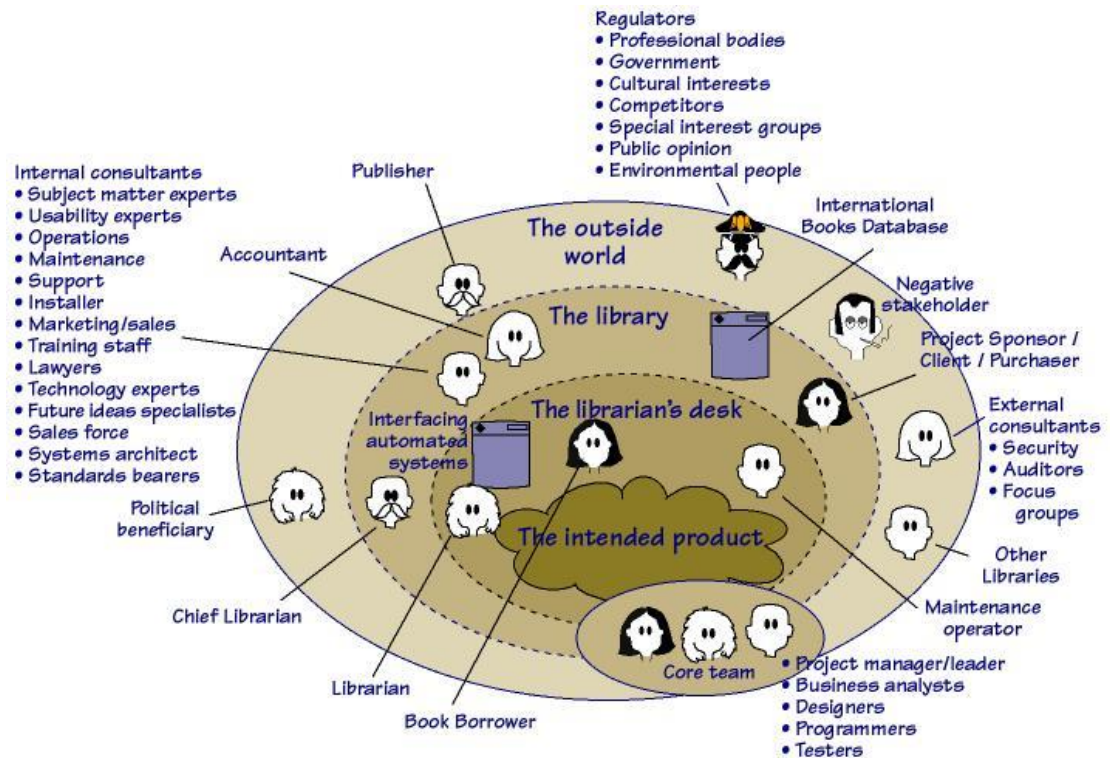 Regulators
• Professional bodies
• Government
• Cultural interests
• Competitors
• Special interest groups
• Public opinion
• Environmental people
Internal consultants
• Subject matter experts
• Usability experts
• Operations
• Maintenance
• Support
• Installer
• Marketing/sales
• Training staff
• Lawyers
• Technology experts
• Future ideas specialists
• Sales force
• Systems architect
• Standards bearers
Publisher
Accountant
The outside
world
International
Books Database
Negative
stakeholder
Project Sponsor /
Client / Purchaser
The library
The librarian's desk
Interfacing
automated
systems
External
consultants
• Security
• Auditors
• Focus
groups
Political
beneficiary
The intended product
Other
Libraries
Chief Librarian
Maintenance
operator
Librarian
Book Borrower
Core team
• Project manager/leader
• Business analysts
• Designers
• Programmers
• Testers